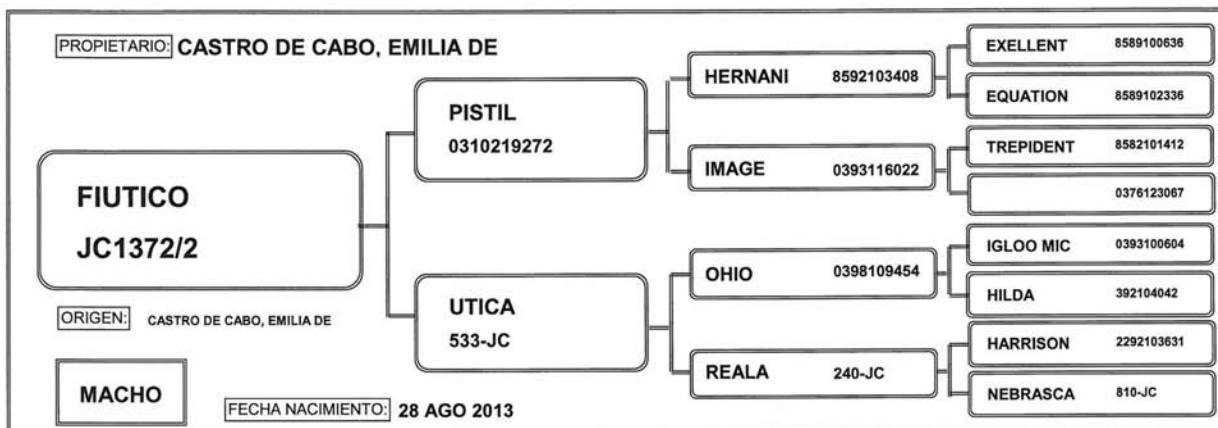 PROPIETARIO: CASTRO DE CABO, EMILIA DE
FIUTICO
JC1372/2
ORIGEN: CASTRO DE CABO, EMILIA DE
MACHO
FECHA NACIMIENTO: 28 AGO 2013
PISTIL
0310219272
UTICA
533-JC
HERNANI 8592103408
IMAGE 0393116022
OHIO 0398109454
REALA 240-JC
EXELLENT 8589100636
EQUATION 8589102336
TREPIDENT 8582101412
0376123067
IGLOO MIC 0393100604
HILDA 392104042
HARRISON 2292103631
NEBRASCA 810-JC